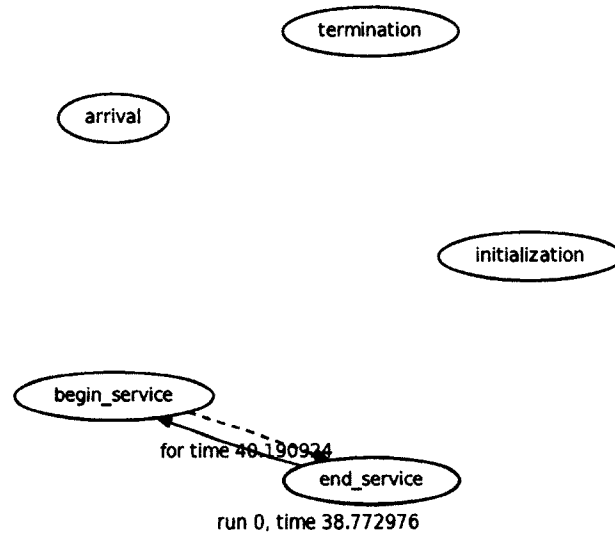 termination
arrival
initialization
begin_service
for time 40.190924
end_service
run 0, time 38.772976